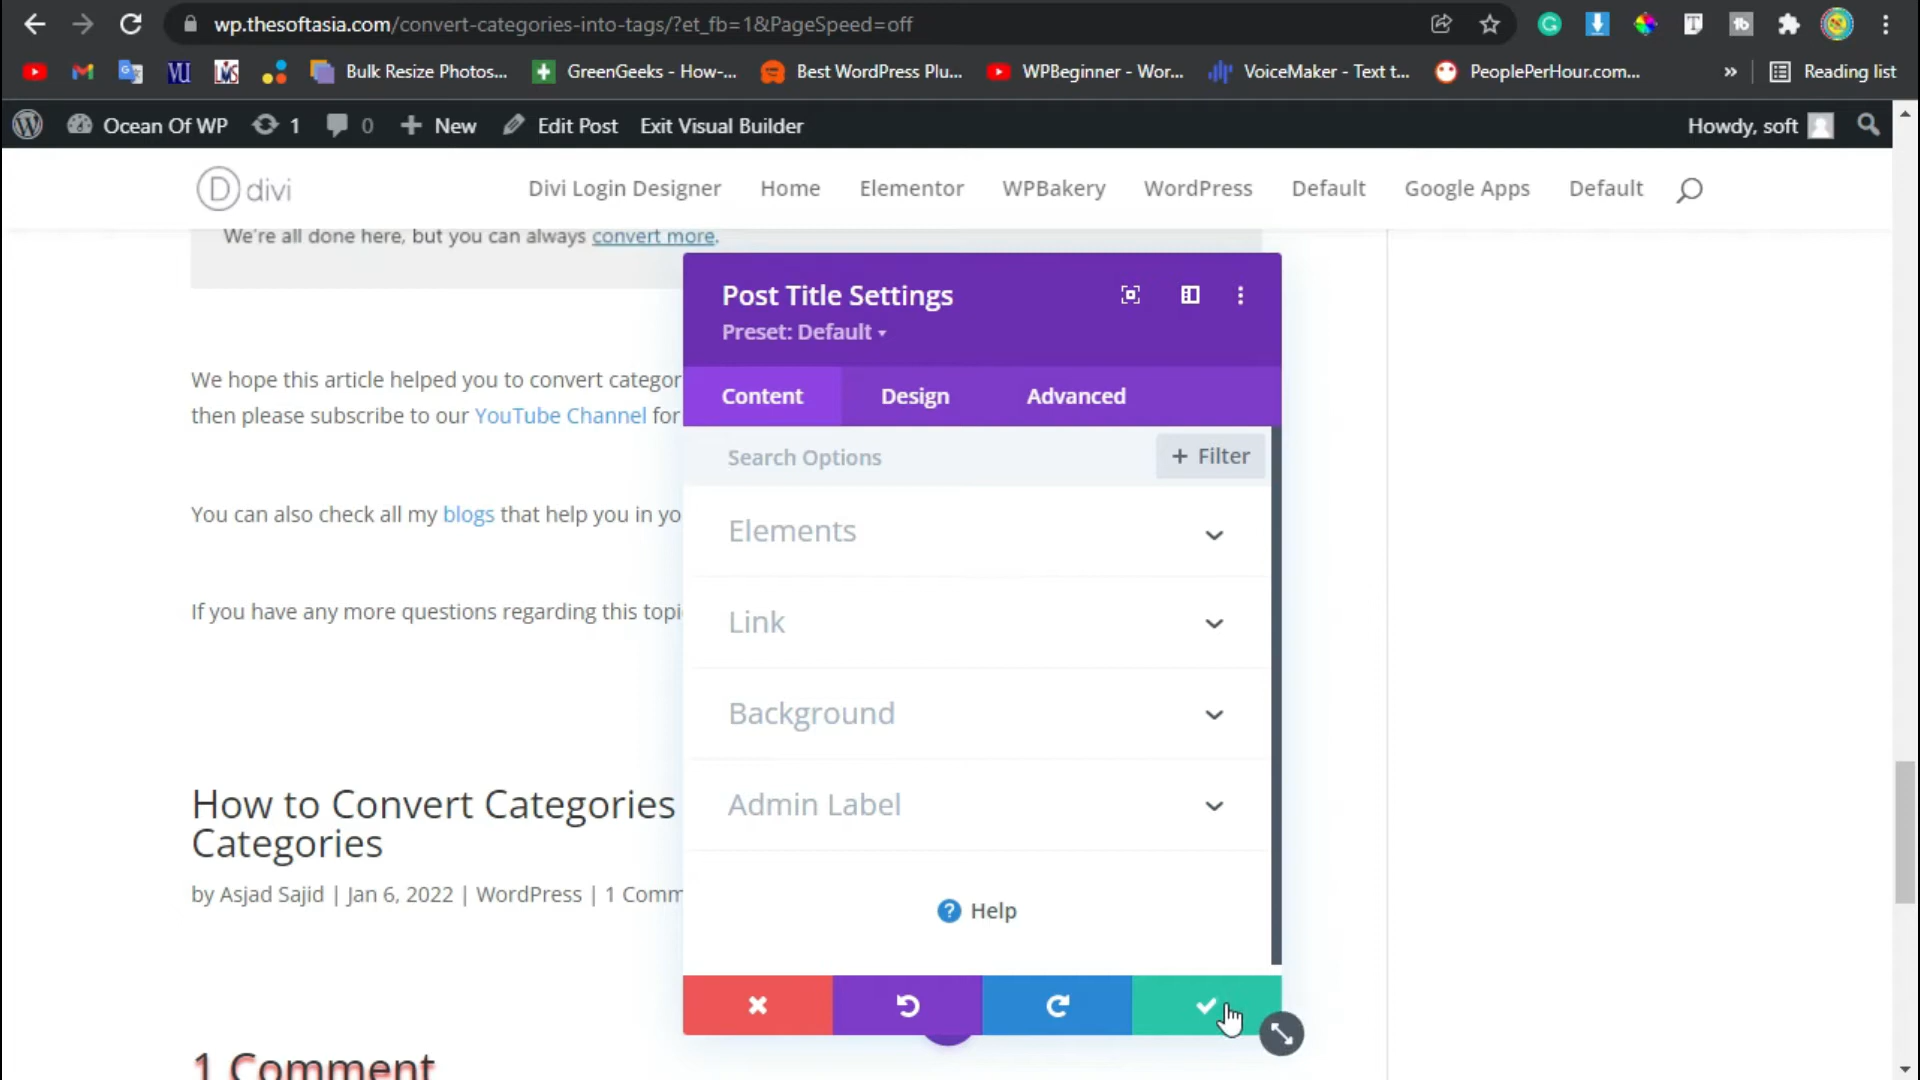 wp.thesoftasia.com/convert-categories-into-tags/?et_fb=1&PageSpeed=off
Bulk Resize Photos... GreenGeeks - How-... Best WordPress Plu... WPBeginner - Wor... VoiceMaker - Text t... PeoplePerHour.com... » Reading list
Ocean Of WP 1 0 + New Edit Post Exit Visual Builder Howdy, soft
D divi Divi Login Designer Home Elementor WPBakery WordPress Default Google Apps Default
We're all done here, but you can always convert more.
Post Title Settings
Preset: Default
We hope this article helped you to convert categor
Content Design Advanced
then please subscribe to our YouTube Channel for
Search Options + Filter
You can also check all my blogs that help you in yo
Elements
If you have any more questions regarding this topi
Link
Background
How to Convert Categories
Categories
Admin Label
by Asjad Sajid | Jan 6, 2022 | WordPress | 1 Comm
? Help
1 Comment